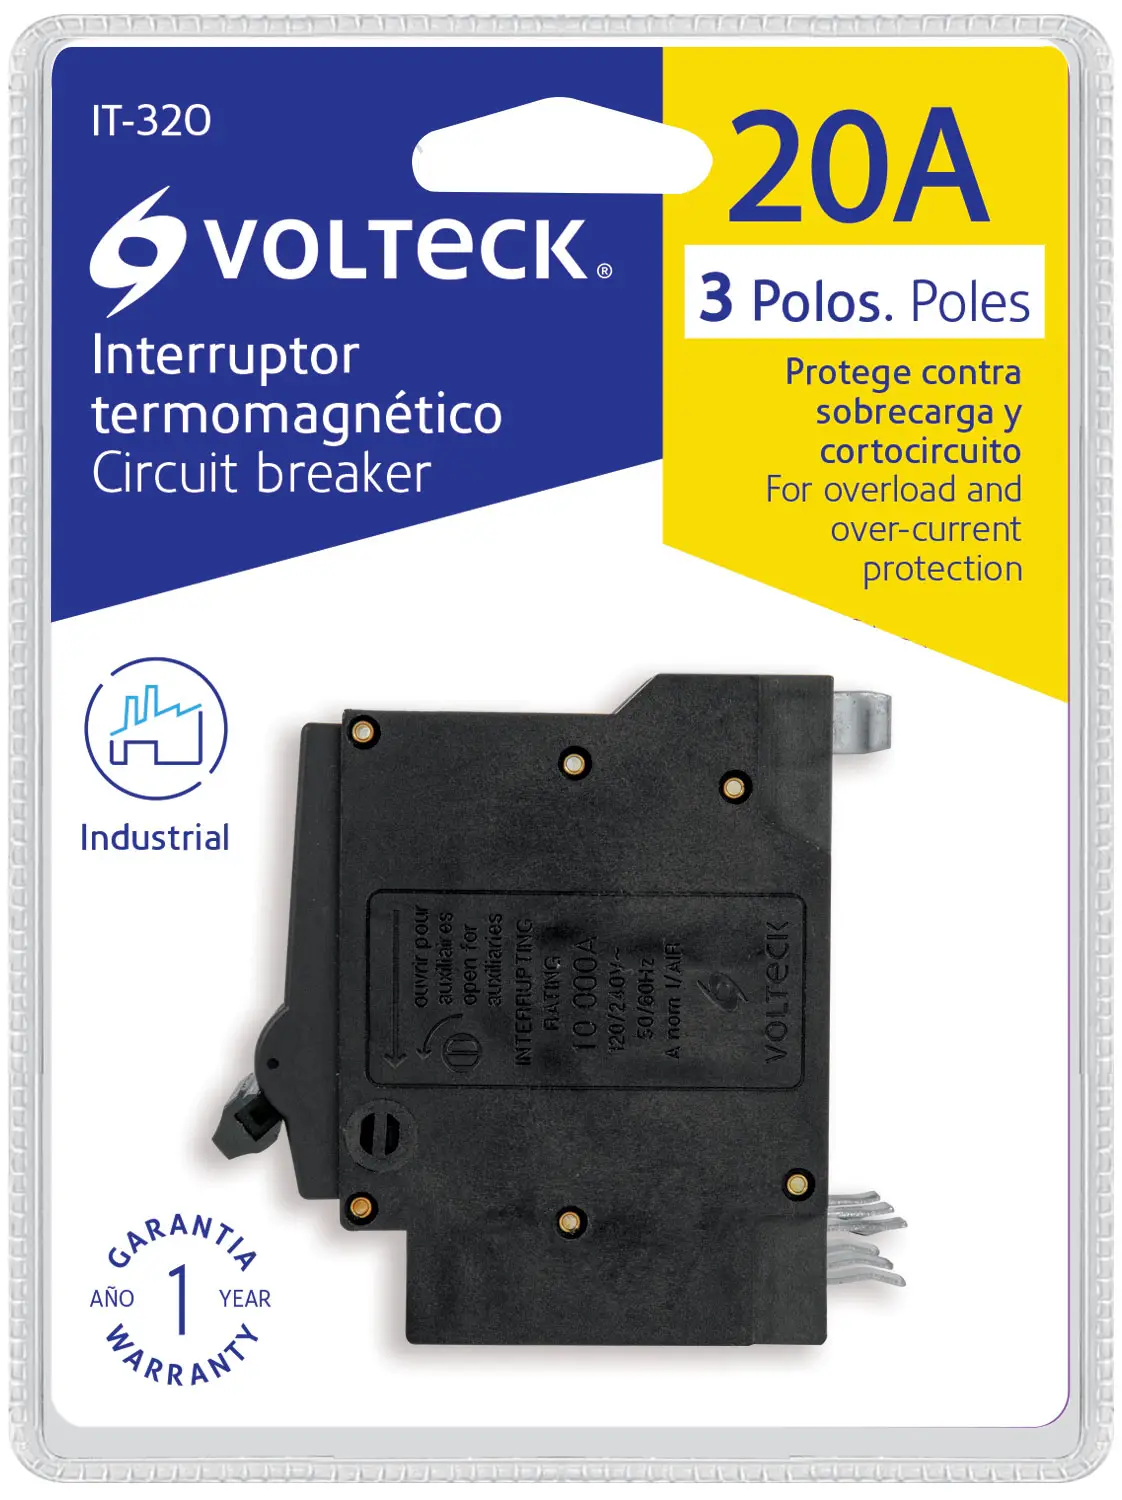 IT-320
VOLTECK®
Interruptor
termomagnético
Circuit breaker
20A
3 Polos. Poles
Protege contra
sobrecarga y
cortocircuito
For overload and
over-current
protection
Industrial
ouvrir pour
auxiliaires
open for
auxiliaries
INTERRUPTING
RATING
10 000A
120/240V~
50/60Hz
A nom I/AIR
VOLTECK
GARANTIA
AÑO 1 YEAR
WARRANTY